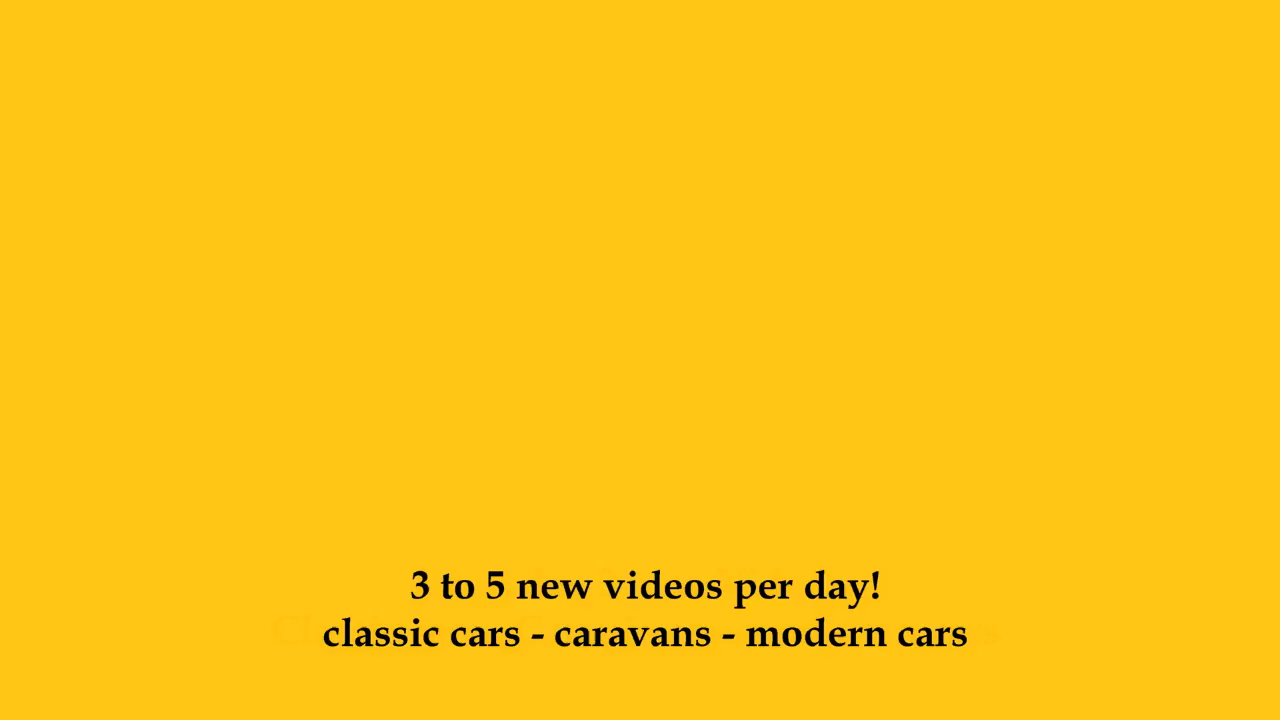 3 to 5 new videos per day!
classic cars - caravans - modern cars